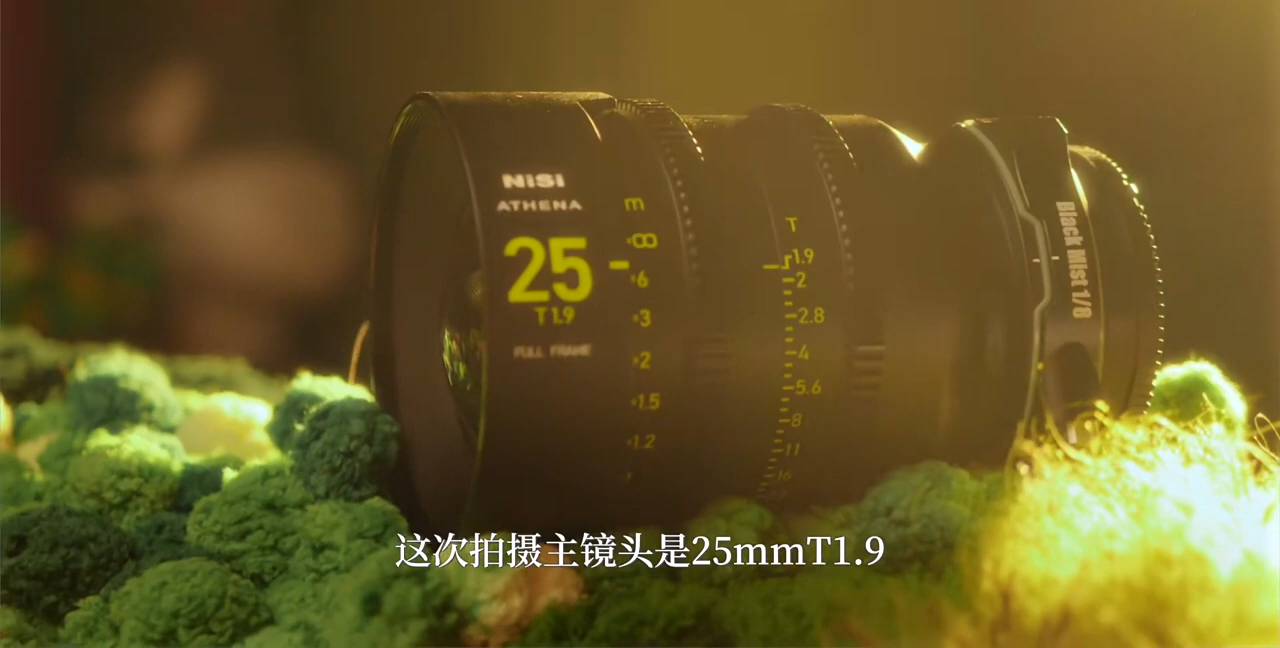 NiSi
ATHENA
25
T1.9
FULL FRAME
m
∞
6
3
2
1.5
1.2
1
T
1.9
2
2.8
4
5.6
8
11
16
Black Mist 1/8
这次拍摄主镜头是25mmT1.9